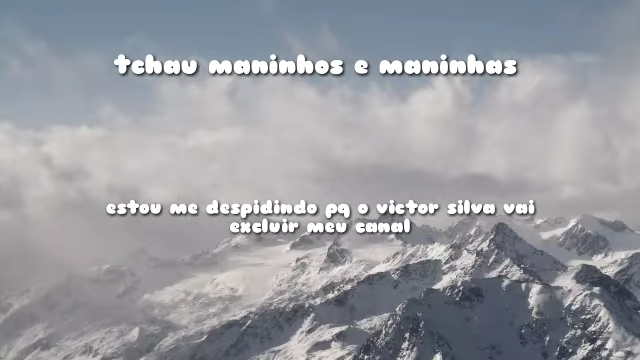 tchau maninhos e maninhas
estou me despidindo pq o victor silva vai
excluir meu canal